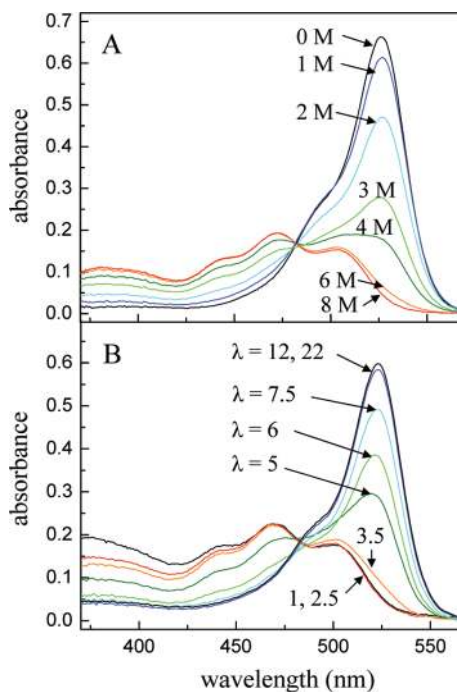 A
absorbance
0.7
0.6
0.5
0.4
0.3
0.2
0.1
0.0
0 M
1 M
2 M
3 M
4 M
6 M
8 M
B
absorbance
0.6
0.5
0.4
0.3
0.2
0.1
0.0
λ = 12, 22
λ = 7.5
λ = 6
λ = 5
3.5
1, 2.5
400 450 500 550
wavelength (nm)